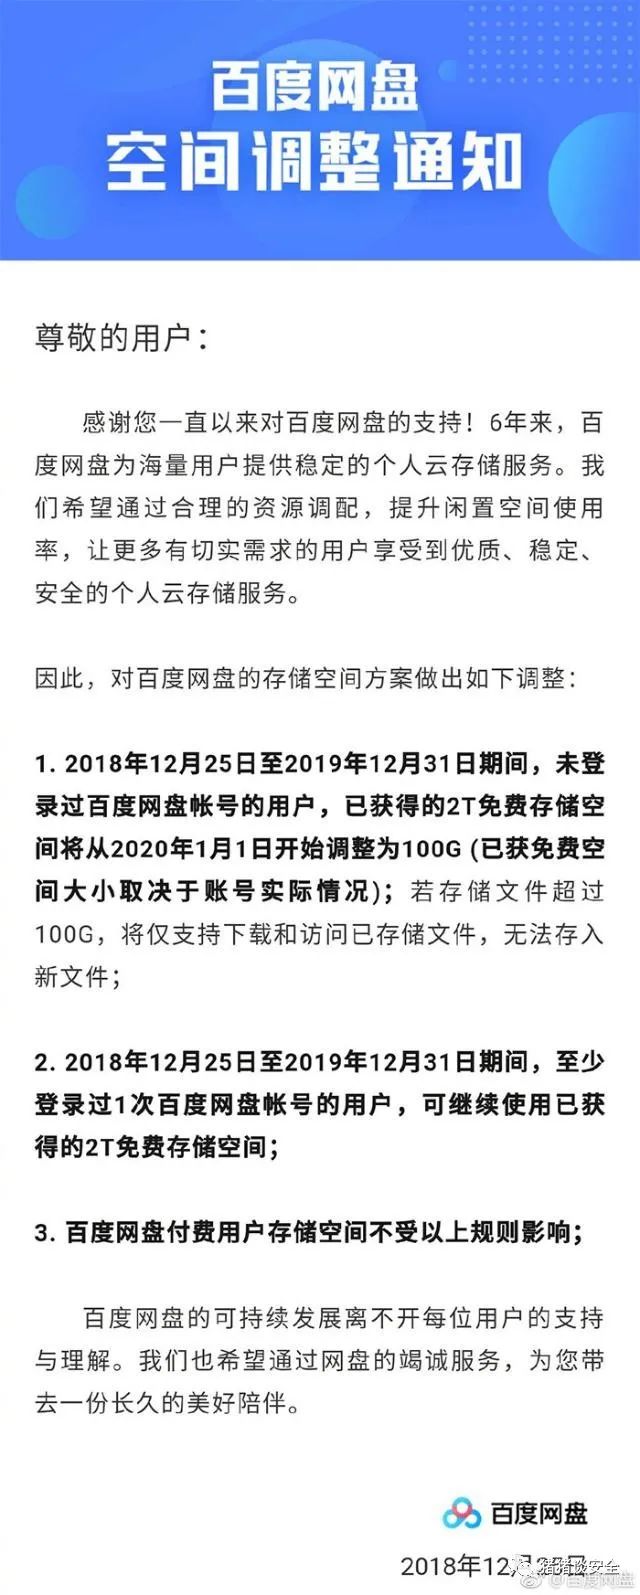 百度网盘
空间调整通知
尊敬的用户：
感谢您一直以来对百度网盘的支持！6年来，百
度网盘为海量用户提供稳定的个人云存储服务。我
们希望通过合理的资源调配，提升闲置空间使用
率，让更多有切实需求的用户享受到优质、稳定、
安全的个人云存储服务。
因此，对百度网盘的存储空间方案做出如下调整：
1. 2018年12月25日至2019年12月31日期间，未登
录过百度网盘帐号的用户，已获得的2T免费存储空
间将从2020年1月1日开始调整为100G (已获免费空
间大小取决于账号实际情况)；若存储文件超过
100G，将仅支持下载和访问已存储文件，无法存入
新文件；
2. 2018年12月25日至2019年12月31日期间，至少
登录过1次百度网盘帐号的用户，可继续使用已获
得的2T免费存储空间；
3. 百度网盘付费用户存储空间不受以上规则影响；
百度网盘的可持续发展离不开每位用户的支持
与理解。我们也希望通过网盘的竭诚服务，为您带
去一份长久的美好陪伴。
百度网盘
2018年12月
猪猪谈安全
@百度网盘